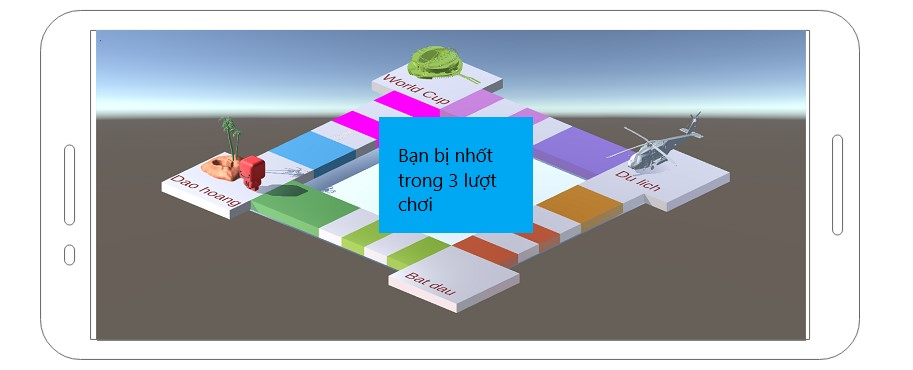 World Cup
Bạn bị nhốt
trong 3 lượt
chơi
Dao hoang
Du lich
Bat dau